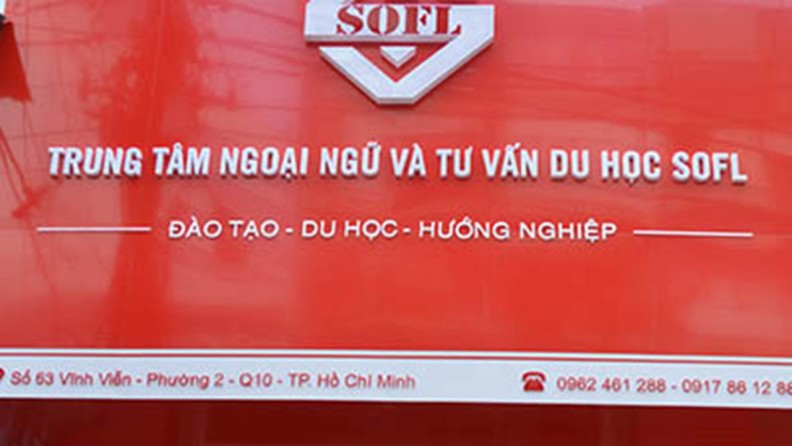 SOFL
TRUNG TÂM NGOẠI NGỮ VÀ TƯ VẤN DU HỌC SOFL
ĐÀO TẠO - DU HỌC - HƯỚNG NGHIỆP
Số 63 Vĩnh Viễn - Phường 2 - Q10 - TP. Hồ Chí Minh
0962 461 288 - 0917 86 12 88